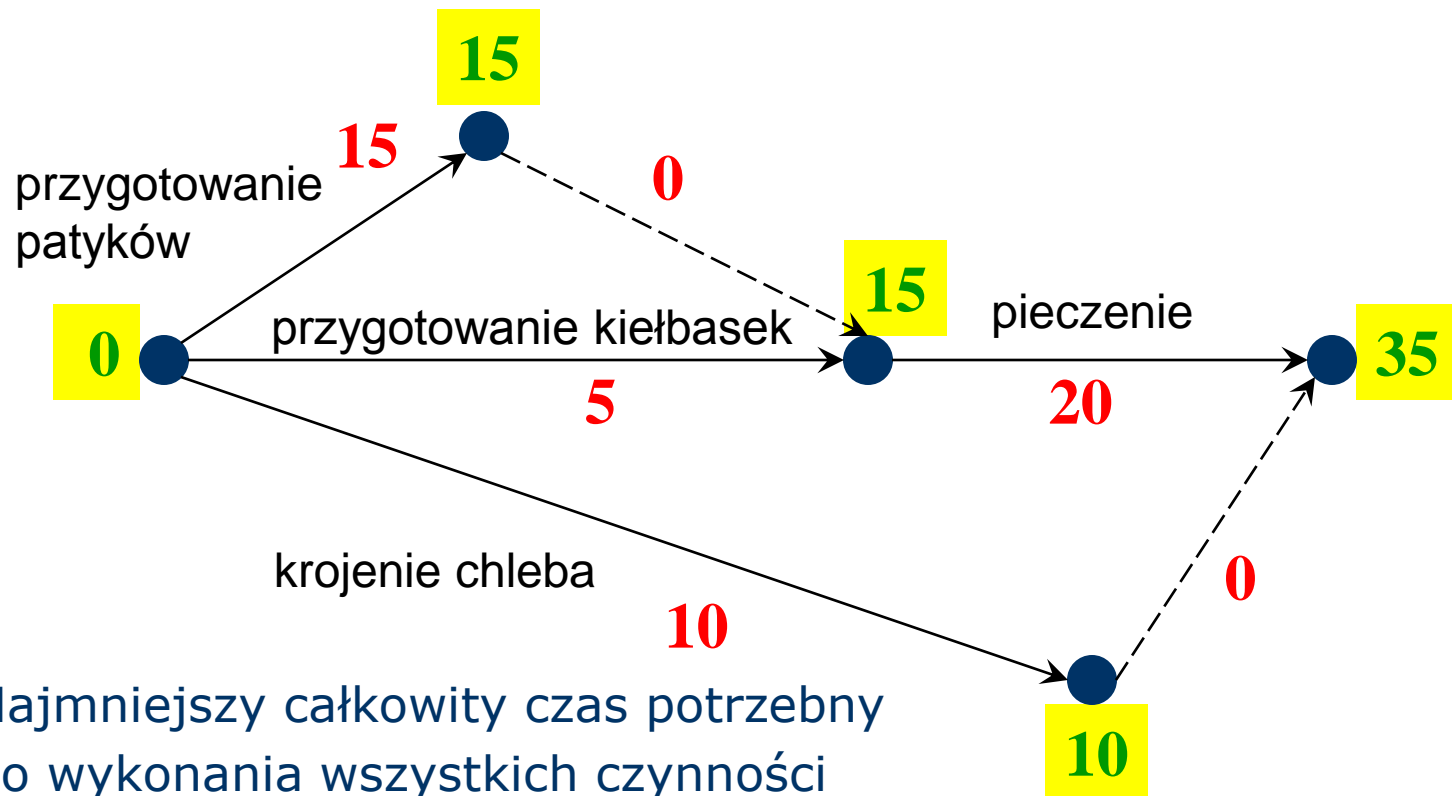 15
15
0
przygotowanie
patyków
15
pieczenie
przygotowanie kiełbasek
0
35
5
20
krojenie chleba
0
10
ajmniejszy całkowity czas potrzebny
o wykonania wszystkich czynności
10